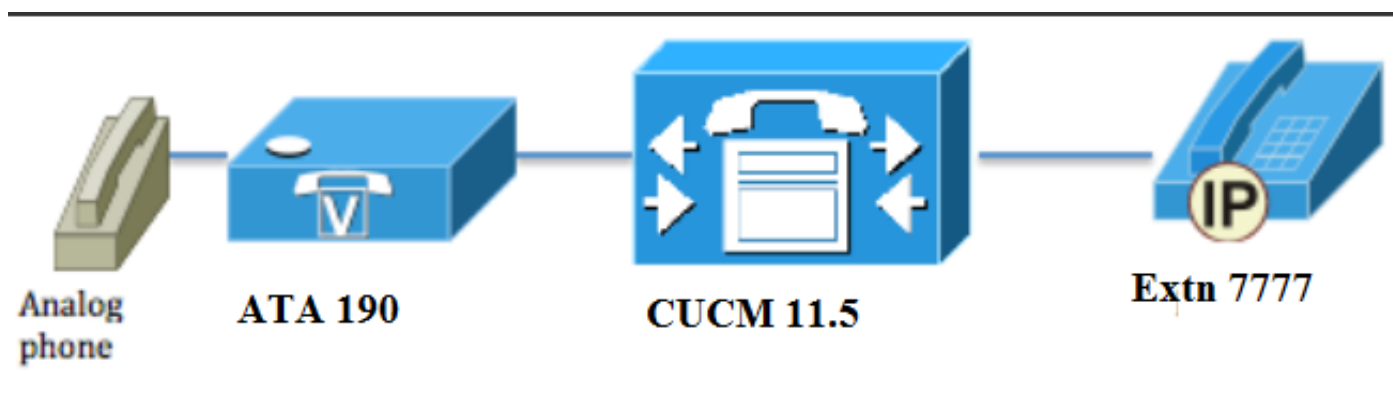 V
IP
Analog
phone
ATA 190
CUCM 11.5
Extn 7777